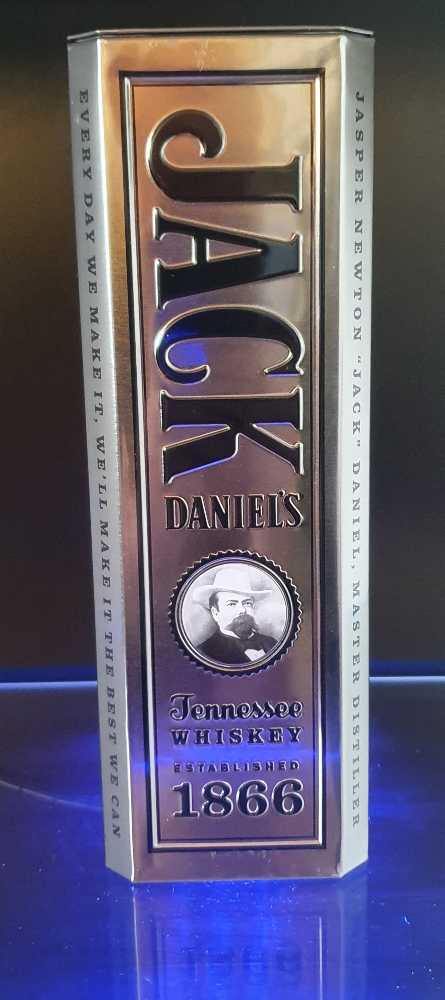 EVERY DAY WE MAKE IT, WE'LL MAKE IT THE BEST WE CAN
JACK
DANIEL'S
Tennessee
WHISKEY
ESTABLISHED
1866
JASPER NEWTON "JACK" DANIEL, MASTER DISTILLER